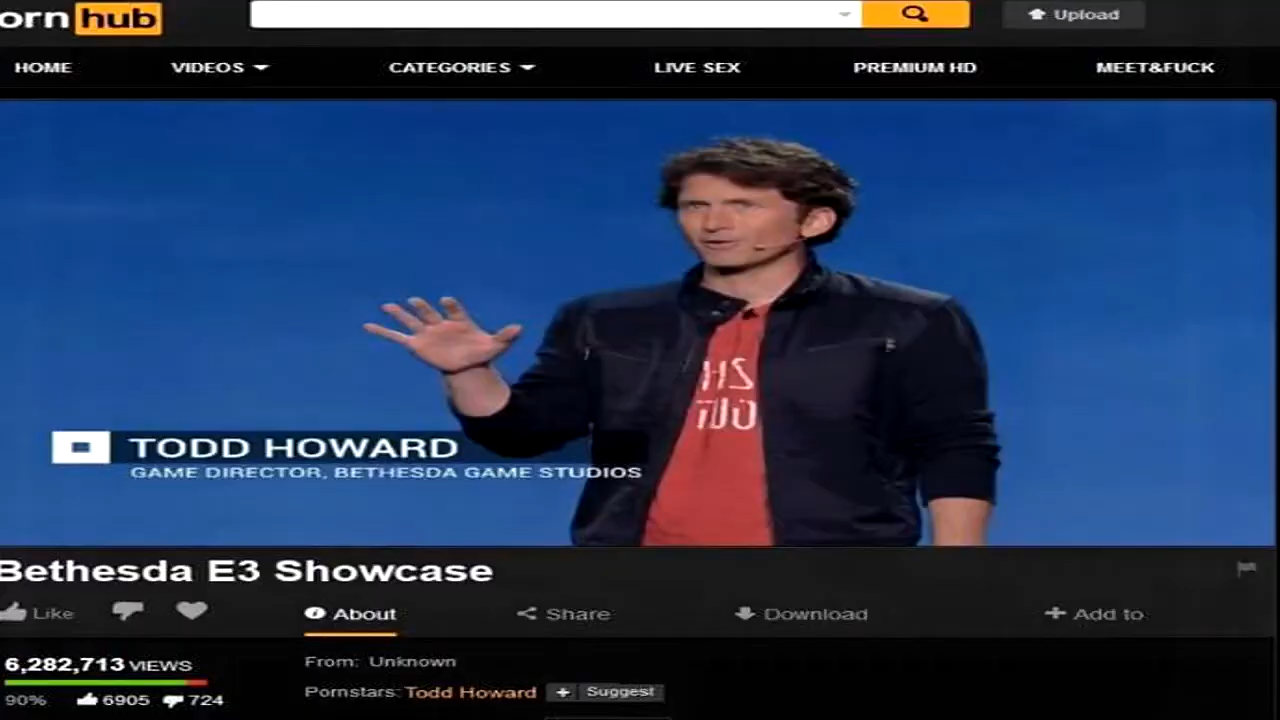 orn hub
Upload
HOME VIDEOS CATEGORIES LIVE SEX PREMIUM HD MEET&FUCK
TODD HOWARD
GAME DIRECTOR, BETHESDA GAME STUDIOS
Bethesda E3 Showcase
Like About Share Download Add to
6,282,713 VIEWS
From: Unknown
Pornstars: Todd Howard + Suggest
90% 6905 724